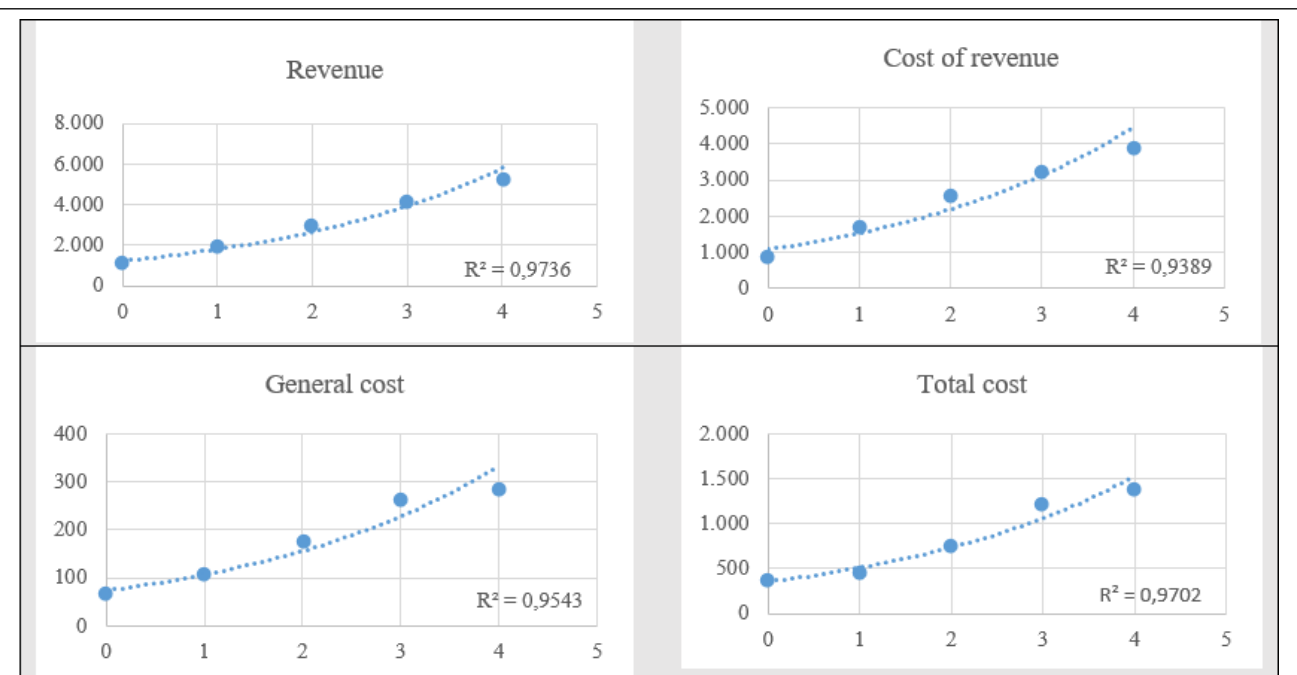 Revenue
8.000
6.000
4.000
2.000
0
R² = 0,9736
0 1 2 3 4 5
Cost of revenue
5.000
4.000
3.000
2.000
1.000
0
R² = 0,9389
0 1 2 3 4 5
General cost
400
300
200
100
0
R² = 0,9543
0 1 2 3 4 5
Total cost
2.000
1.500
1.000
500
0
R² = 0,9702
0 1 2 3 4 5